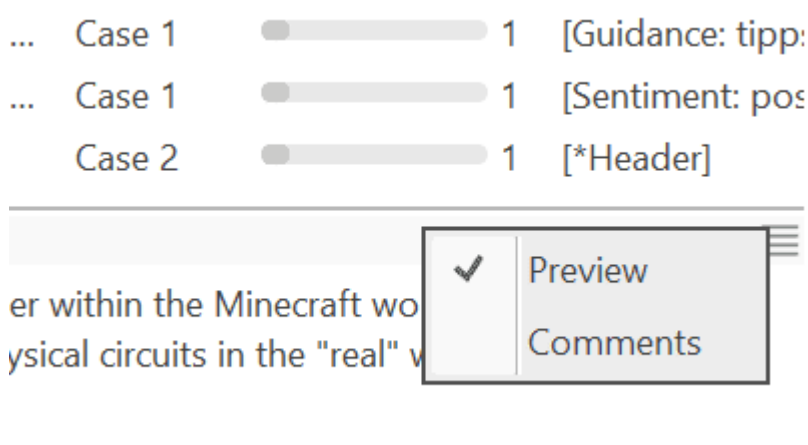 ... Case 1 1 [Guidance: tipps
... Case 1 1 [Sentiment: pos
Case 2 1 [*Header]
Preview
er within the Minecraft wo
Comments
ysical circuits in the "real" w